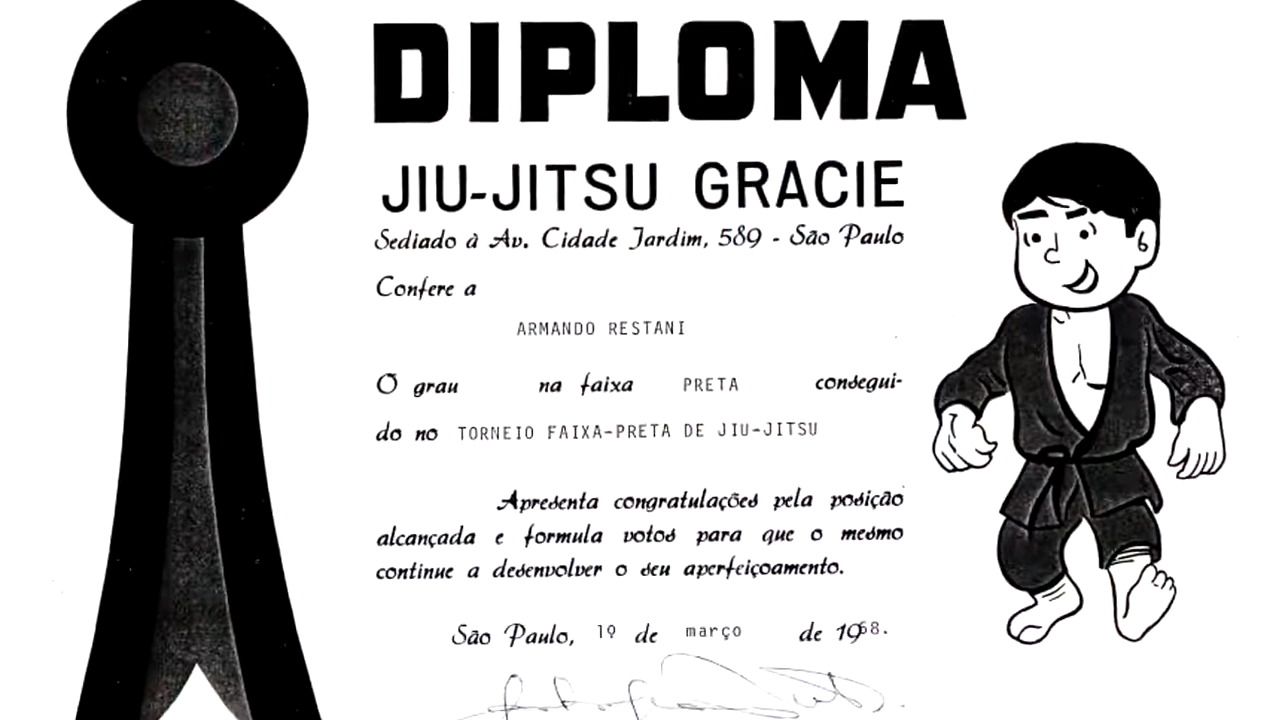 DIPLOMA
JIU-JITSU GRACIE
Sediado à Av. Cidade Jardim, 589 - São Paulo
Confere a
ARMANDO RESTANI
O grau na faixa PRETA consegui-
do no TORNEIO FAIXA-PRETA DE JIU-JITSU
Apresenta congratulações pela posição
alcançada e formula votos para que o mesmo
continue a desenvolver o seu aperfeiçoamento.
São Paulo, 1º de março de 1968.